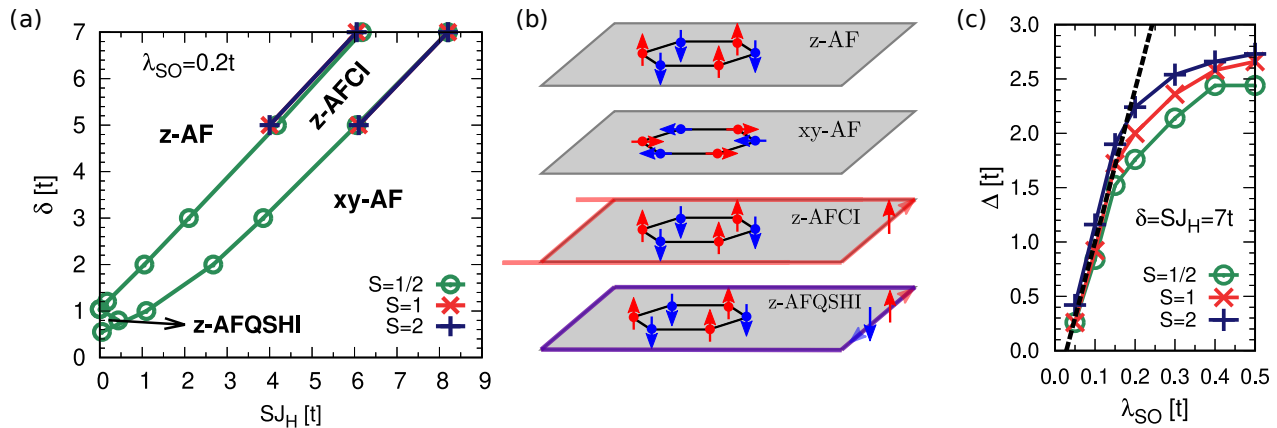 (a)
7
6
5
4
3
2
1
0
δ [t]
λSO=0.2t
z-AF
z-AFCI
xy-AF
z-AFQSHI
S=1/2
S=1
S=2
0 1 2 3 4 5 6 7 8 9
SJH [t]
(b)
z-AF
xy-AF
z-AFCI
z-AFQSHI
(c)
3.0
2.5
2.0
1.5
1.0
0.5
0.0
Δ [t]
δ=SJH=7t
S=1/2
S=1
S=2
0.0 0.1 0.2 0.3 0.4 0.5
λSO [t]